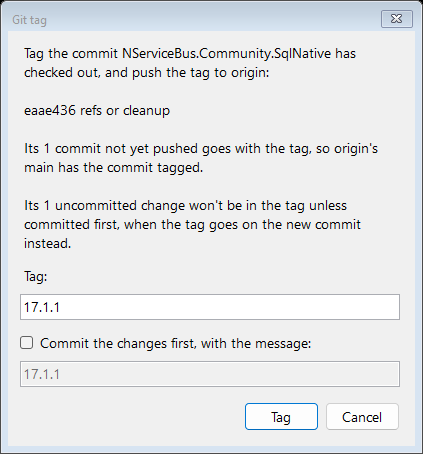 Git tag
Tag the commit NServiceBus.Community.SqlNative has
checked out, and push the tag to origin:
eaae436 refs or cleanup
Its 1 commit not yet pushed goes with the tag, so origin's
main has the commit tagged.
Its 1 uncommitted change won't be in the tag unless
committed first, when the tag goes on the new commit
instead.
Tag:
17.1.1
Commit the changes first, with the message:
17.1.1
Tag
Cancel